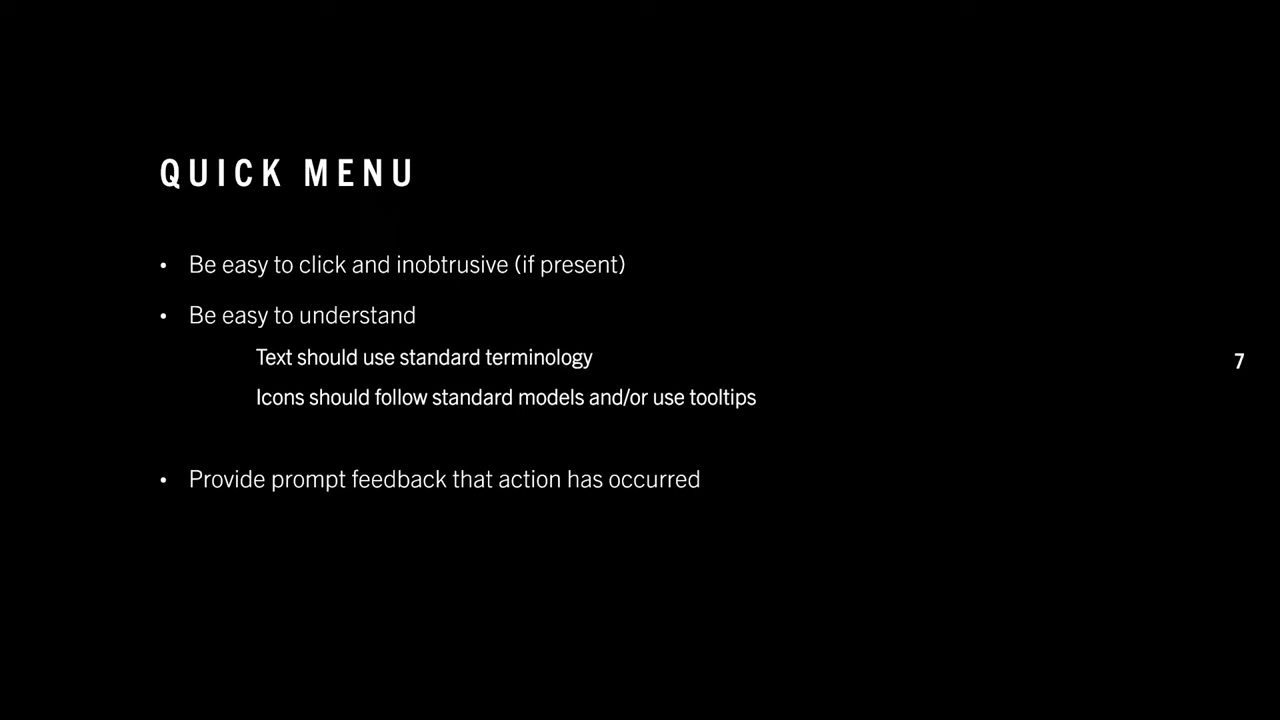 QUICK MENU
• Be easy to click and inobtrusive (if present)
• Be easy to understand
Text should use standard terminology
Icons should follow standard models and/or use tooltips
• Provide prompt feedback that action has occurred
7